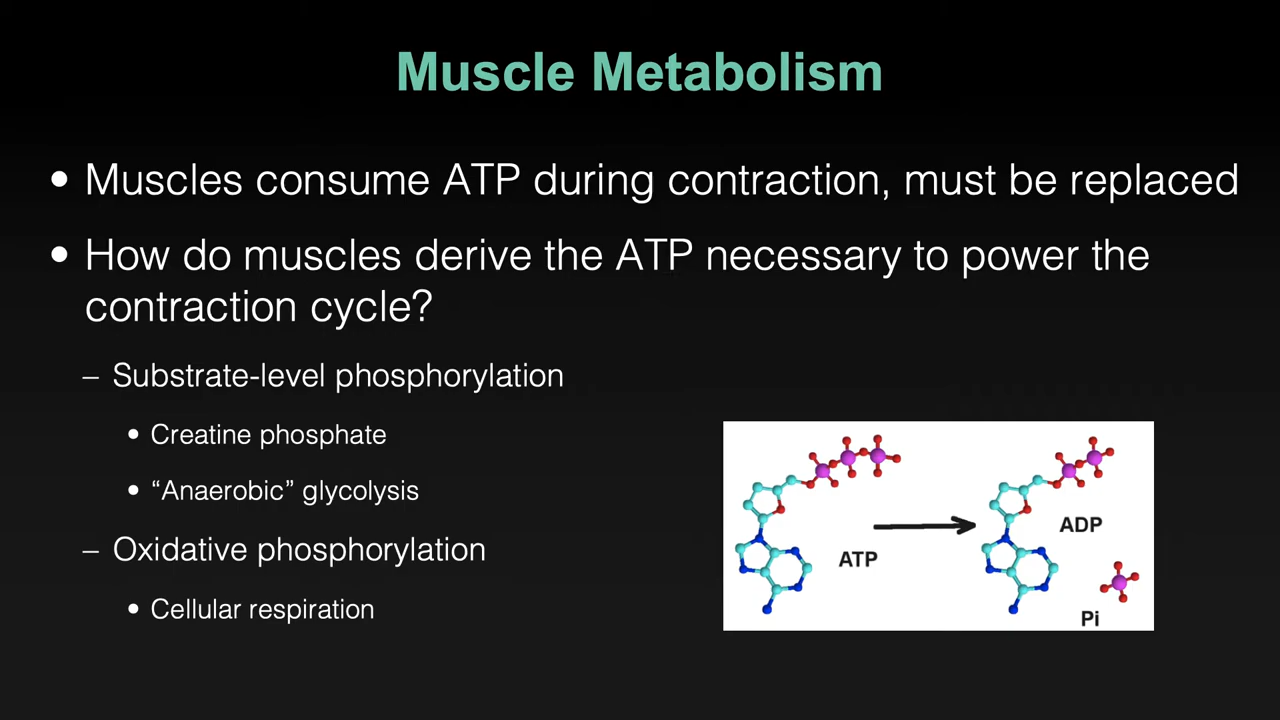 Muscle Metabolism
• Muscles consume ATP during contraction, must be replaced
• How do muscles derive the ATP necessary to power the
contraction cycle?
– Substrate-level phosphorylation
• Creatine phosphate
• “Anaerobic” glycolysis
– Oxidative phosphorylation
• Cellular respiration
ATP
ADP
Pi